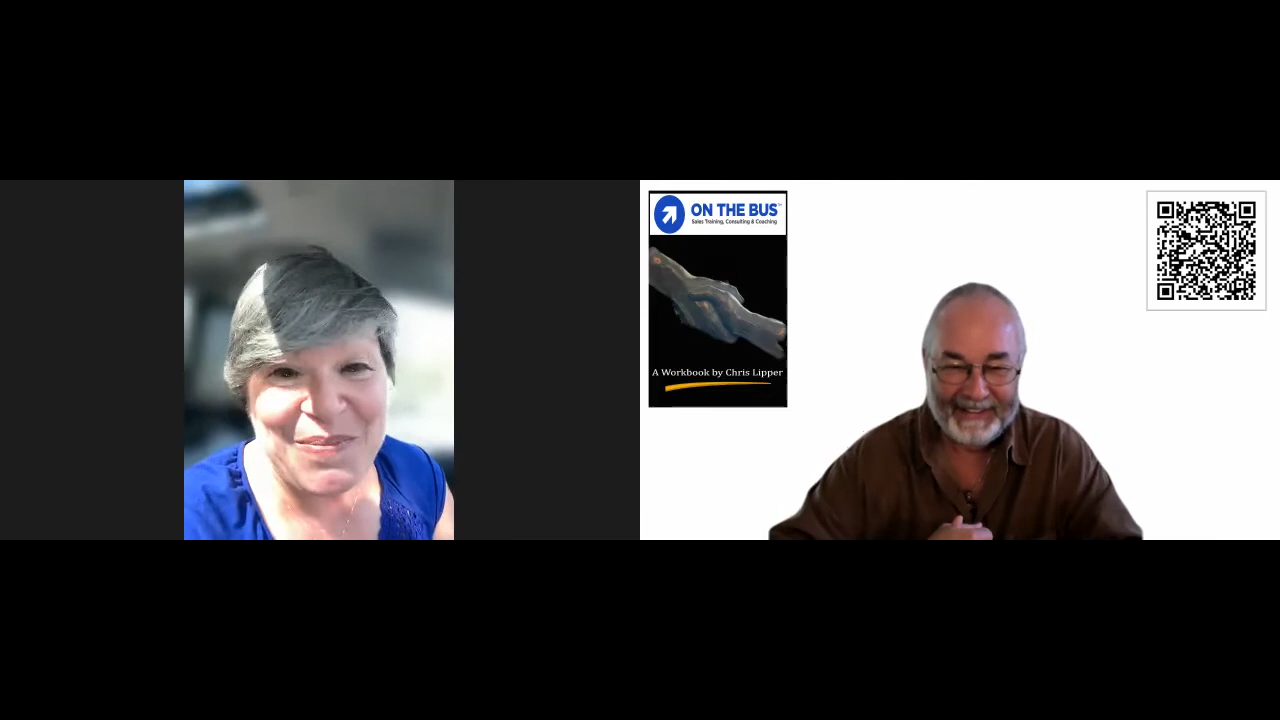 ON THE BUS
Sales Training, Consulting & Coaching
A Workbook by Chris Lipper